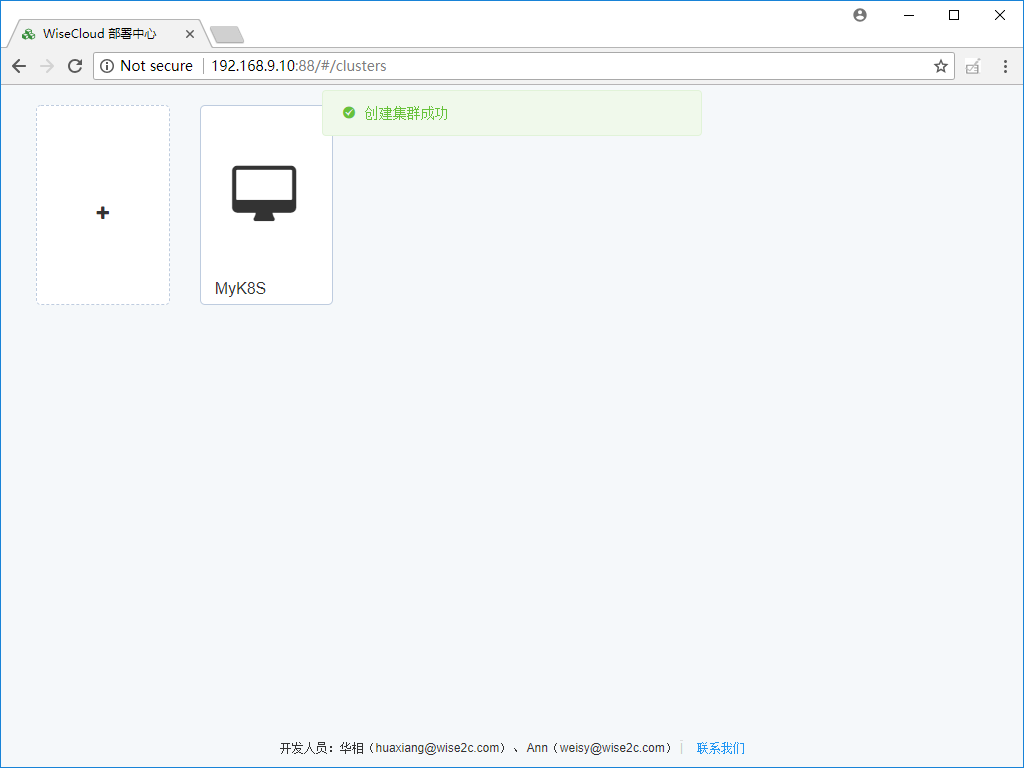 WiseCloud 部署中心
Not secure
192.168.9.10:88/#/clusters
创建集群成功
MyK8S
开发人员：华相（huaxiang@wise2c.com）、Ann（weisy@wise2c.com） | 联系我们